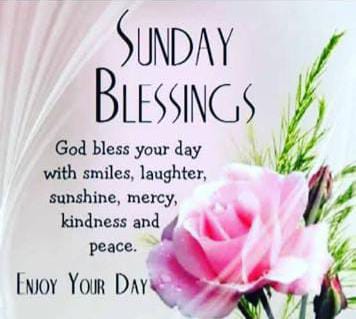 SUNDAY
BLESSINGS
God bless your day
with smiles, laughter,
sunshine, mercy,
kindness and
peace.
ENJOY YOUR DAY